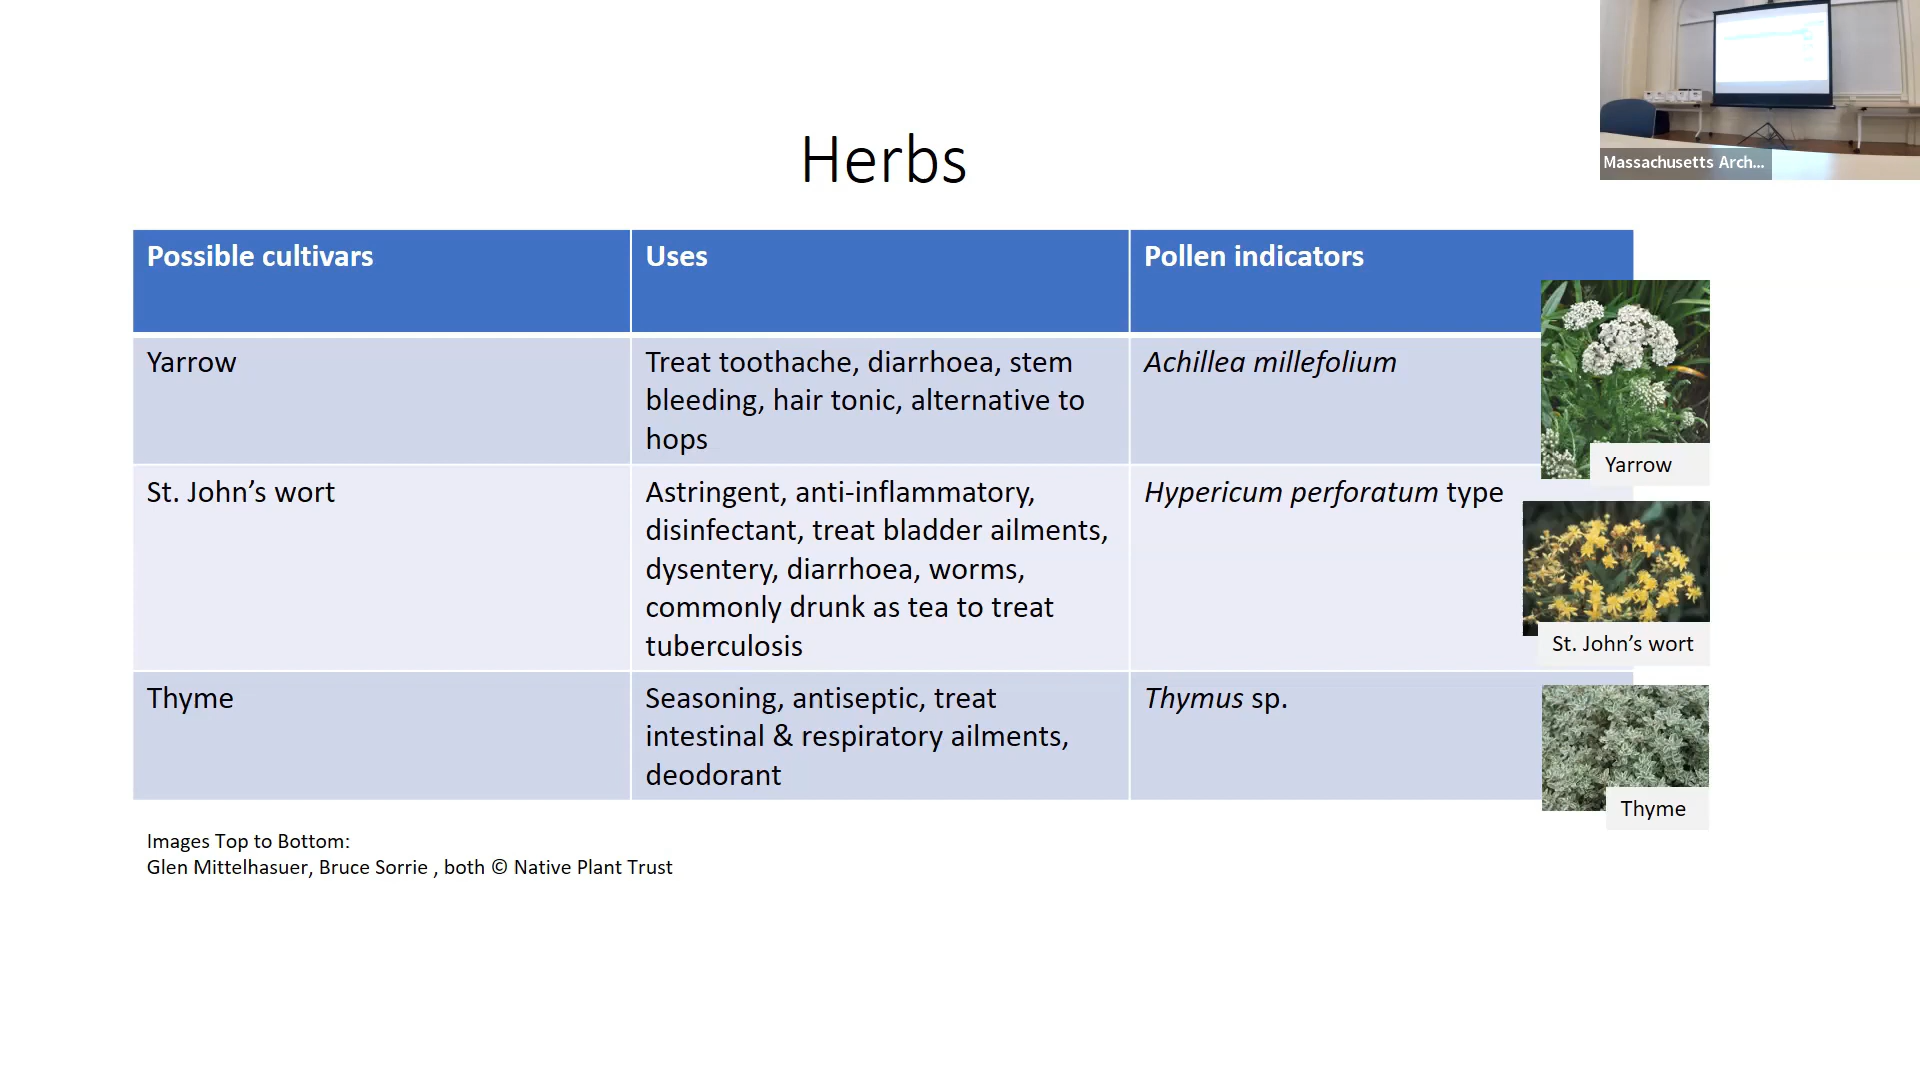 Massachusetts Arch...
Herbs
Possible cultivars
Uses
Pollen indicators
Yarrow
Treat toothache, diarrhoea, stem
bleeding, hair tonic, alternative to
hops
Achillea millefolium
Yarrow
St. John’s wort
Astringent, anti-inflammatory,
disinfectant, treat bladder ailments,
dysentery, diarrhoea, worms,
commonly drunk as tea to treat
tuberculosis
Hypericum perforatum type
St. John’s wort
Thyme
Seasoning, antiseptic, treat
intestinal & respiratory ailments,
deodorant
Thymus sp.
Thyme
Images Top to Bottom:
Glen Mittelhasuer, Bruce Sorrie , both © Native Plant Trust